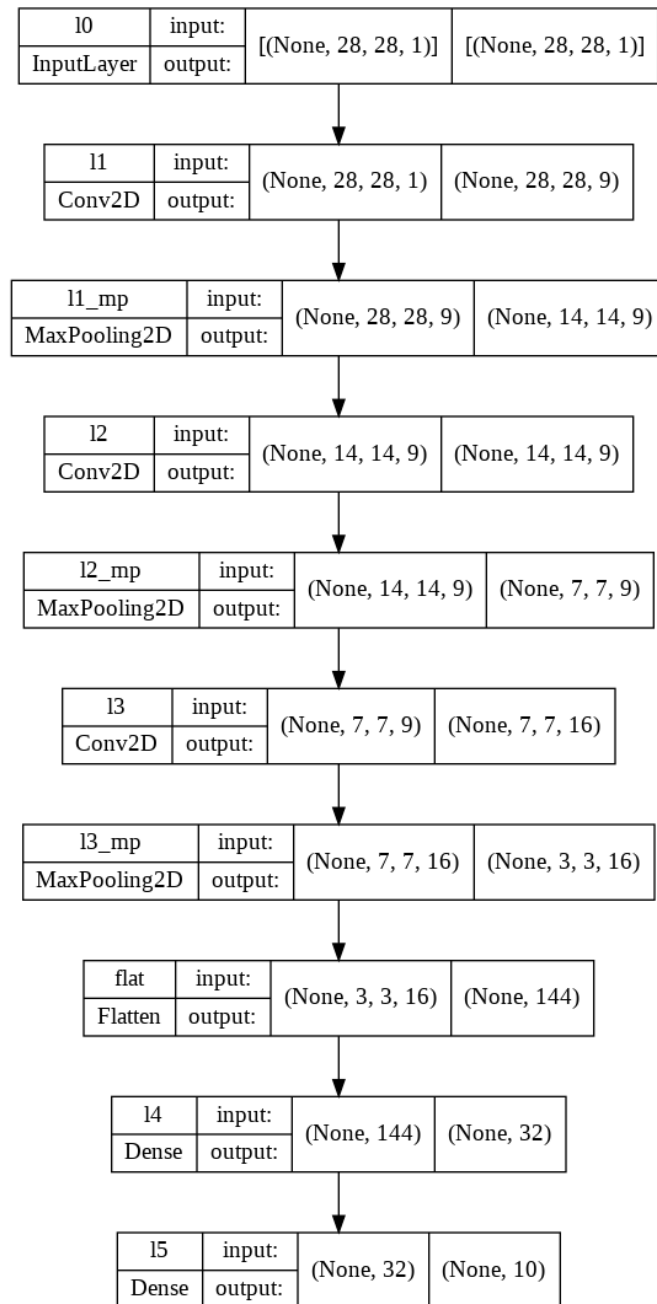 l0 input: [(None, 28, 28, 1)] [(None, 28, 28, 1)]
InputLayer output:
l1 input: (None, 28, 28, 1) (None, 28, 28, 9)
Conv2D output:
l1_mp input: (None, 28, 28, 9) (None, 14, 14, 9)
MaxPooling2D output:
l2 input: (None, 14, 14, 9) (None, 14, 14, 9)
Conv2D output:
l2_mp input: (None, 14, 14, 9) (None, 7, 7, 9)
MaxPooling2D output:
l3 input: (None, 7, 7, 9) (None, 7, 7, 16)
Conv2D output:
l3_mp input: (None, 7, 7, 16) (None, 3, 3, 16)
MaxPooling2D output:
flat input: (None, 3, 3, 16) (None, 144)
Flatten output:
l4 input: (None, 144) (None, 32)
Dense output:
l5 input: (None, 32) (None, 10)
Dense output: